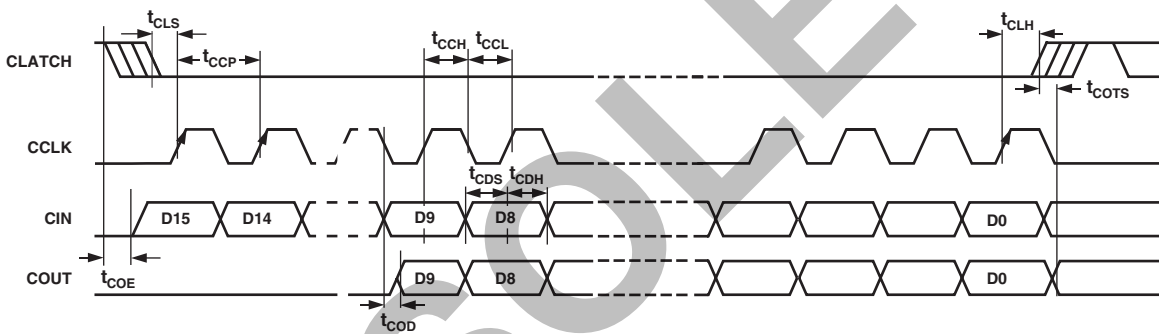 tCLS
tCCP
tCCH
tCCL
tCLH
CLATCH
tCOTS
CCLK
tCDS
tCDH
CIN
D15
D14
D9
D8
D0
tCOE
COUT
D9
D8
D0
tCOD
SOLE